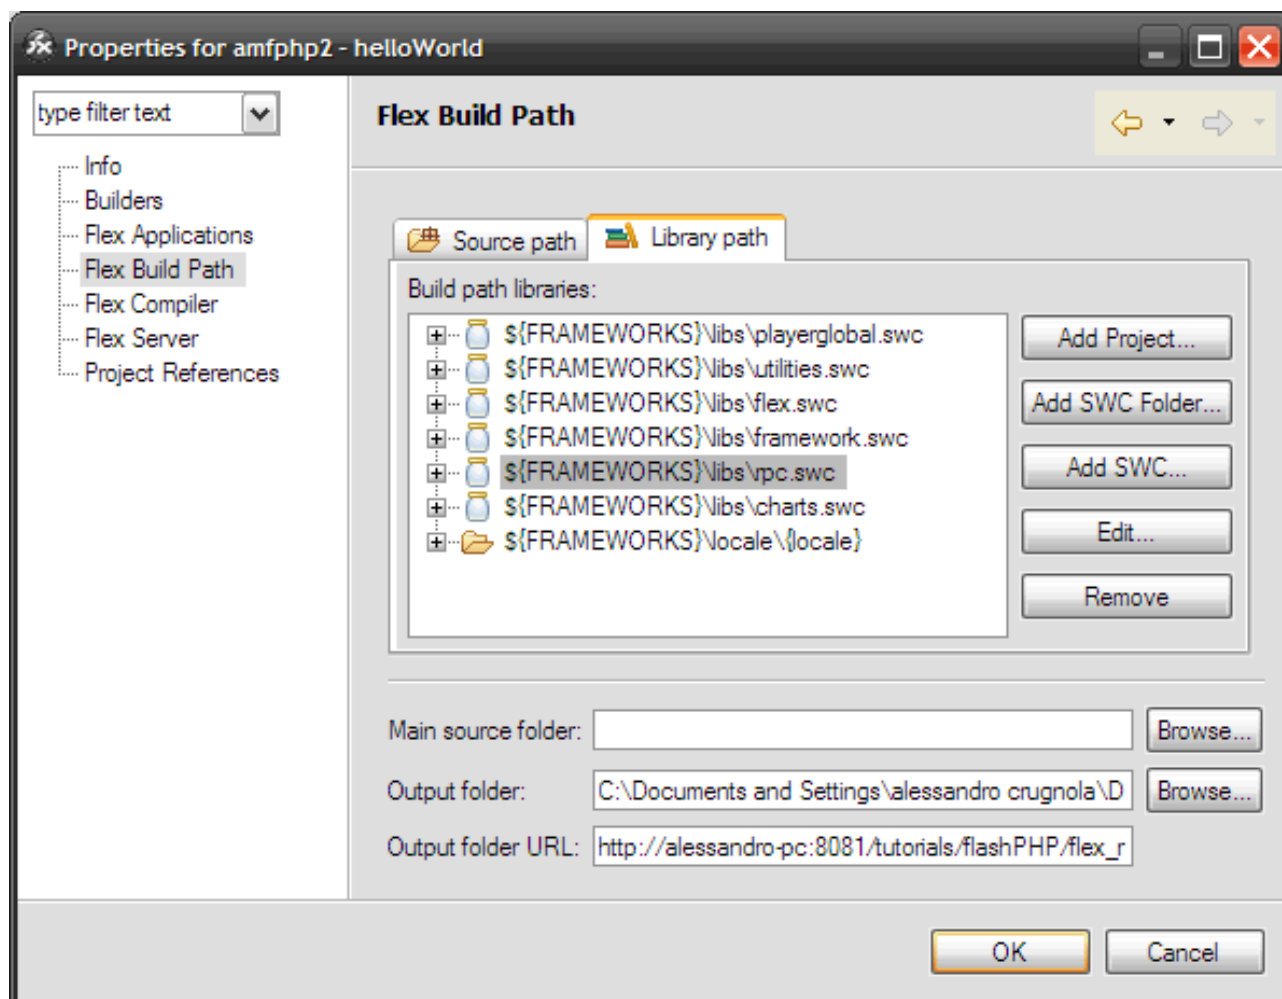 Properties for amfphp2 - helloWorld
type filter text
Info
Builders
Flex Applications
Flex Build Path
Flex Compiler
Flex Server
Project References
Flex Build Path
Source path
Library path
Build path libraries:
${FRAMEWORKS}\libs\playerglobal.swc
${FRAMEWORKS}\libs\utilities.swc
${FRAMEWORKS}\libs\flex.swc
${FRAMEWORKS}\libs\framework.swc
${FRAMEWORKS}\libs\rpc.swc
${FRAMEWORKS}\libs\charts.swc
${FRAMEWORKS}\locale\{locale}
Add Project...
Add SWC Folder...
Add SWC...
Edit...
Remove
Main source folder:
Browse...
Output folder: C:\Documents and Settings\alessandro crugnola\D
Browse...
Output folder URL: http://alessandro-pc:8081/tutorials/flashPHP/flex_r
OK
Cancel